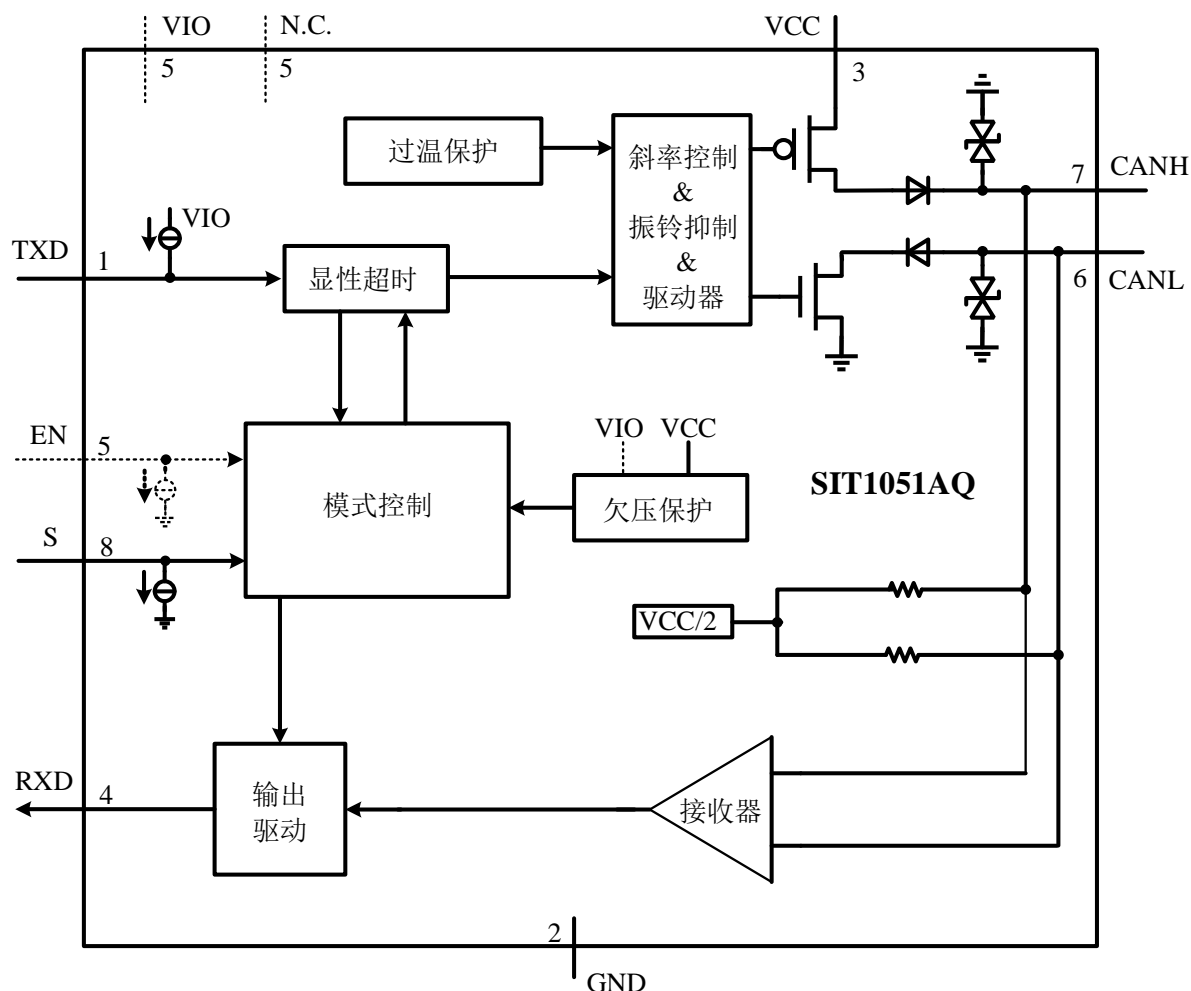 VIO
N.C.
VCC
5
5
3
过温保护
斜率控制
&
振铃抑制
&
驱动器
7
CANH
VIO
TXD
1
显性超时
6
CANL
EN
5
VIO
VCC
模式控制
欠压保护
SIT1051AQ
S
8
VCC/2
RXD
4
输出
驱动
接收器
2
GND